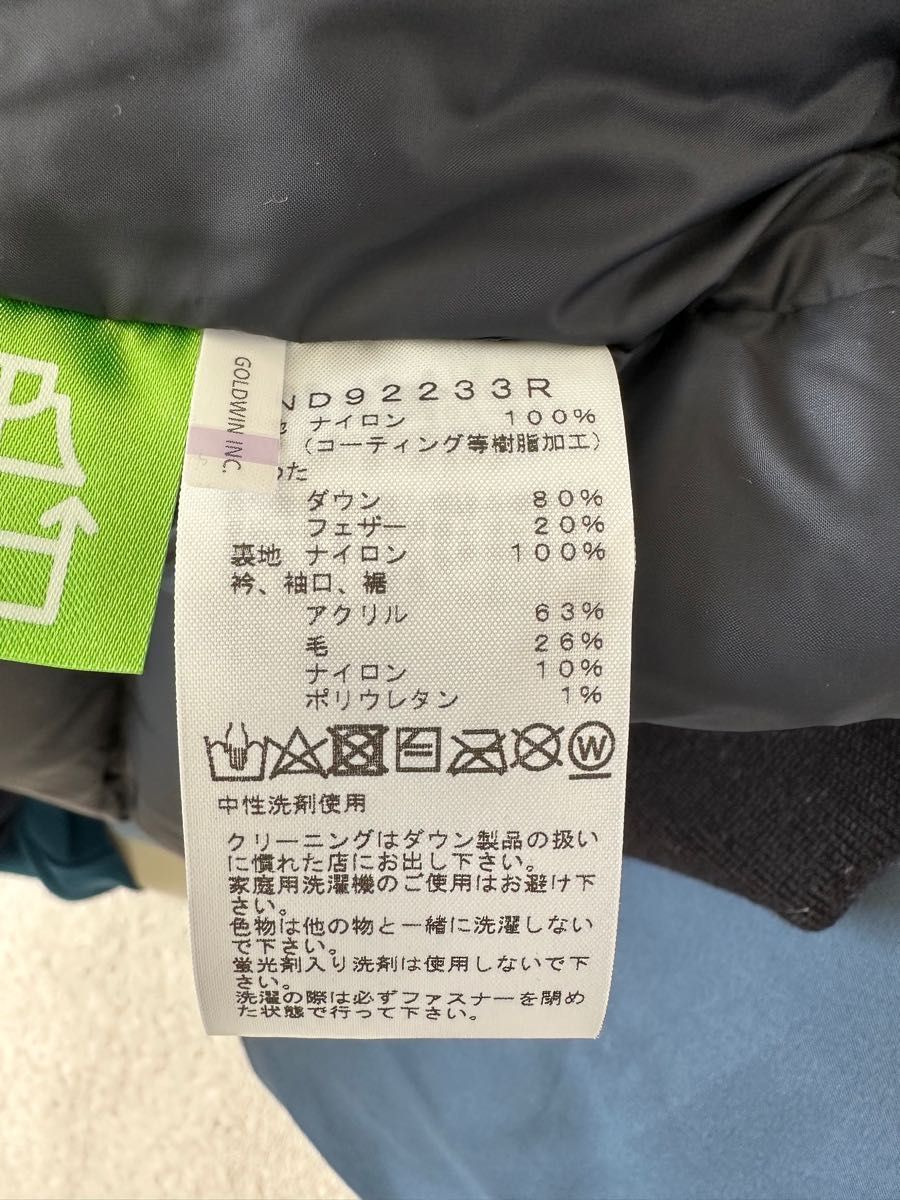 GOLDWIN INC.
ND92233R
ナイロン 100%
(コーティング等樹脂加工)
た
ダウン 80%
フェザー 20%
裏地 ナイロン 100%
衿、袖口、裾
アクリル 63%
毛 26%
ナイロン 10%
ポリウレタン 1%
W
中性洗剤使用
クリーニングはダウン製品の扱い
に慣れた店にお出し下さい。
家庭用洗濯機のご使用はお避け下
さい。
色物は他の物と一緒に洗濯しない
で下さい。
蛍光剤入り洗剤は使用しないで下
さい。
洗濯の際は必ずファスナーを閉め
た状態で行って下さい。